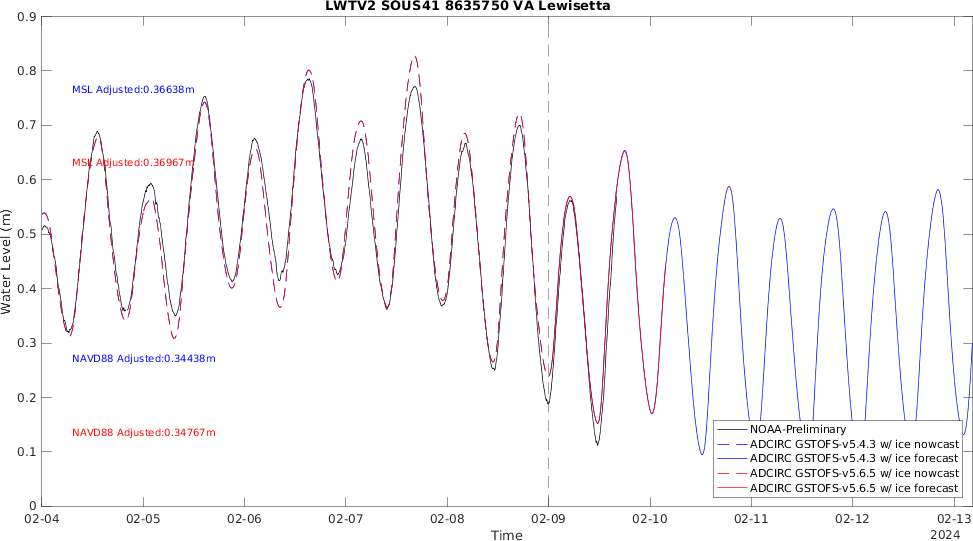 LWTV2 SOUS41 8635750 VA Lewisetta
0.9
0.8
0.7
0.6
0.5
0.4
0.3
0.2
0.1
0
Water Level (m)
MSL Adjusted:0.36638m
MSL Adjusted:0.36967m
NAVD88 Adjusted:0.34438m
NAVD88 Adjusted:0.34767m
NOAA-Preliminary
ADCIRC GSTOFS-v5.4.3 w/ ice nowcast
ADCIRC GSTOFS-v5.4.3 w/ ice forecast
ADCIRC GSTOFS-v5.6.5 w/ ice nowcast
ADCIRC GSTOFS-v5.6.5 w/ ice forecast
02-04 02-05 02-06 02-07 02-08 02-09 02-10 02-11 02-12 02-13
Time
2024